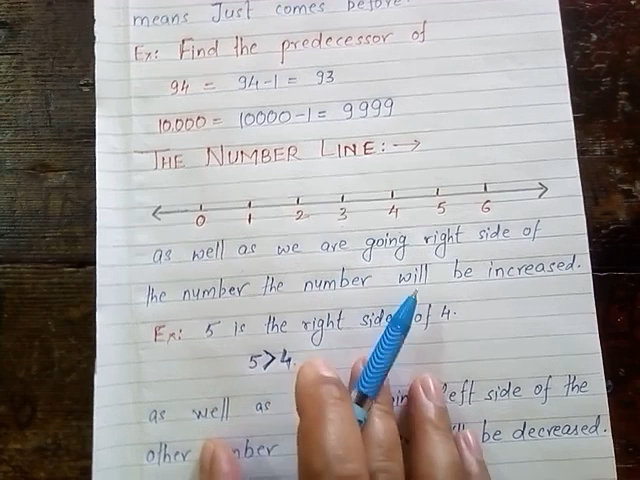 means Just comes before.
Ex: Find the predecessor of
94 = 94-1 = 93
10,000 = 10000-1 = 9999
THE NUMBER LINE: →
0 1 2 3 4 5 6
as well as we are going right side of
the number the number will be increased.
Ex: 5 is the right side of 4.
5>4.
as well as left side of the
other be decreased.